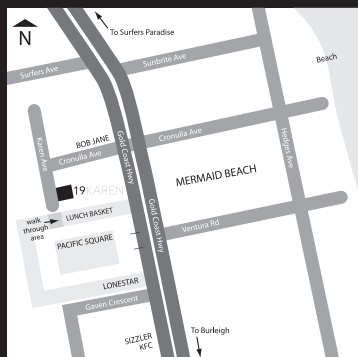 To Surfers Paradise
N
Surfers Ave
Sunbrite Ave
Beach
Karen Ave
BOB JANE
Cronulla Ave
Cronulla Ave
Gold Coast Hwy
Hedges Ave
MERMAID BEACH
19 KAREN
walk
through
area
LUNCH BASKET
Gold Coast Hwy
PACIFIC SQUARE
Ventura Rd
LONESTAR
Gaven Crescent
To Burleigh
SIZZLER
KFC